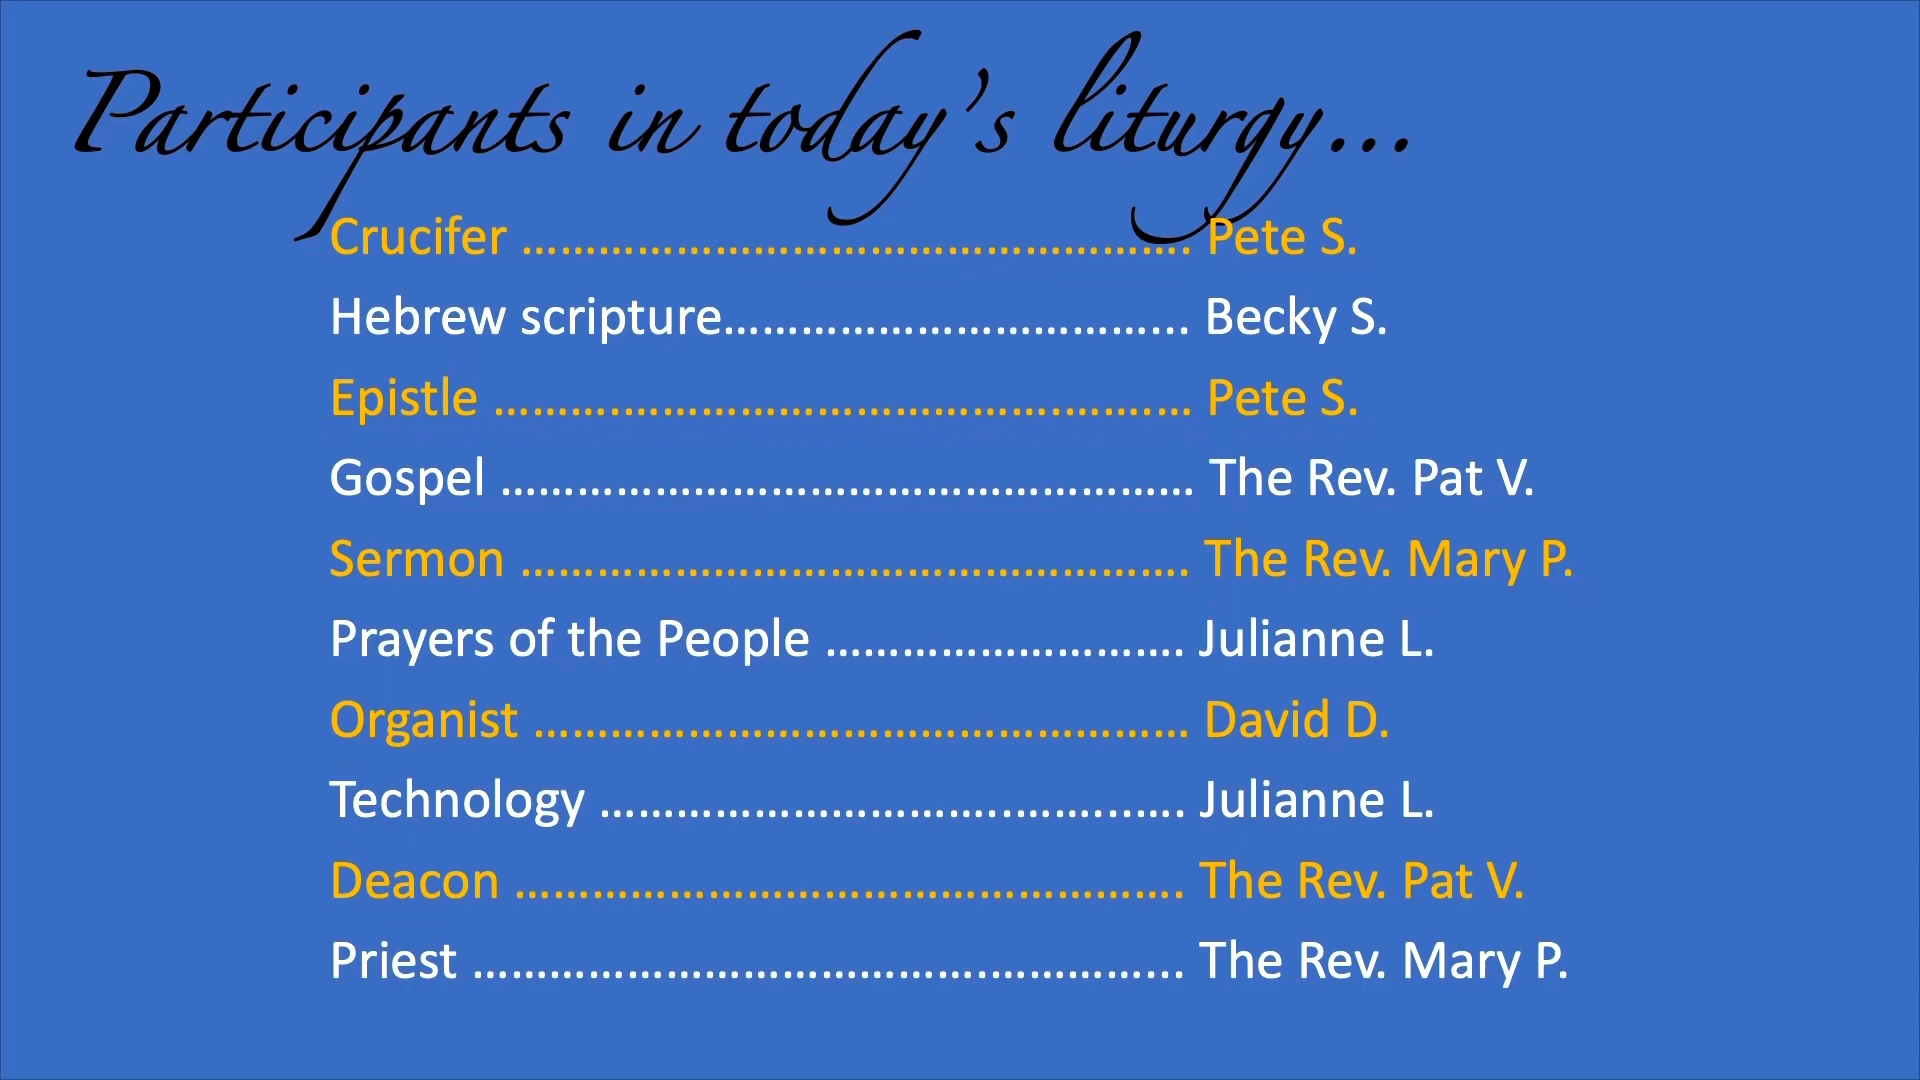 Participants in today's liturgy...
Crucifer ……………………………………………. Pete S.
Hebrew scripture……………………………... Becky S.
Epistle ………..……………………………..…..…… Pete S.
Gospel ……………………………………………… The Rev. Pat V.
Sermon ……………………………………………. The Rev. Mary P.
Prayers of the People ………………………. Julianne L.
Organist …………………………………………… David D.
Technology …………………………..……...…. Julianne L.
Deacon ……………………………………………. The Rev. Pat V.
Priest ………………………………….…………... The Rev. Mary P.